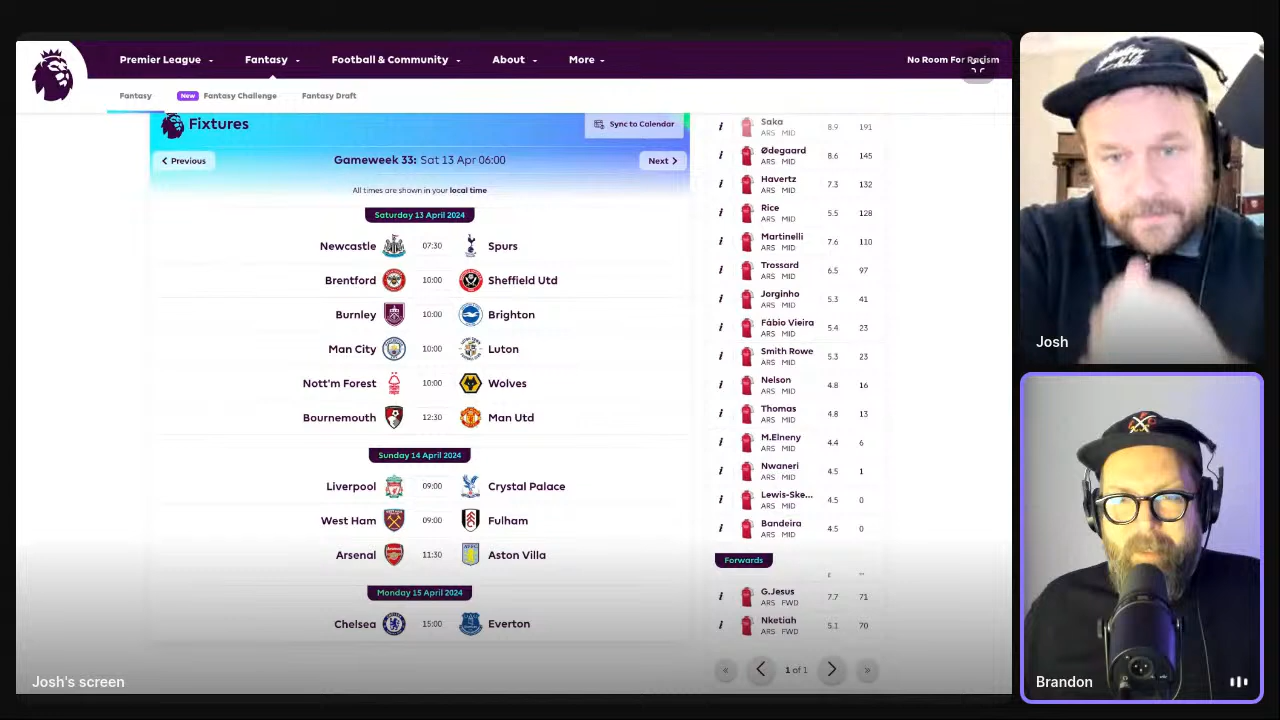 Premier League
Fantasy
Football & Community
About
More
No Room For Racism
Fantasy
New
Fantasy Challenge
Fantasy Draft
Fixtures
Sync to Calendar
Previous
Gameweek 33: Sat 13 Apr 06:00
Next
All times are shown in your local time
Saturday 13 April 2024
Newcastle 07:30 Spurs
Brentford 10:00 Sheffield Utd
Burnley 10:00 Brighton
Man City 10:00 Luton
Nott'm Forest 10:00 Wolves
Bournemouth 12:30 Man Utd
Sunday 14 April 2024
Liverpool 09:00 Crystal Palace
West Ham 09:00 Fulham
Arsenal 11:30 Aston Villa
Monday 15 April 2024
Chelsea 15:00 Everton
Saka 8.9 191
ARS MID
Ødegaard 8.6 145
ARS MID
Havertz 7.3 132
ARS MID
Rice 5.5 128
ARS MID
Martinelli 7.6 110
ARS MID
Trossard 6.5 97
ARS MID
Jorginho 5.3 41
ARS MID
Fábio Vieira 5.4 23
ARS MID
Smith Rowe 5.3 23
ARS MID
Nelson 4.8 16
ARS MID
Thomas 4.8 13
ARS MID
M.Elneny 4.4 6
ARS MID
Nwaneri 4.5 1
ARS MID
Lewis-Ske... 4.5 0
ARS MID
Bandeira 4.5 0
ARS MID
Forwards
G.Jesus 7.7 71
ARS FWD
Nketiah 5.1 70
ARS FWD
1 of 1
Josh's screen
Josh
Brandon